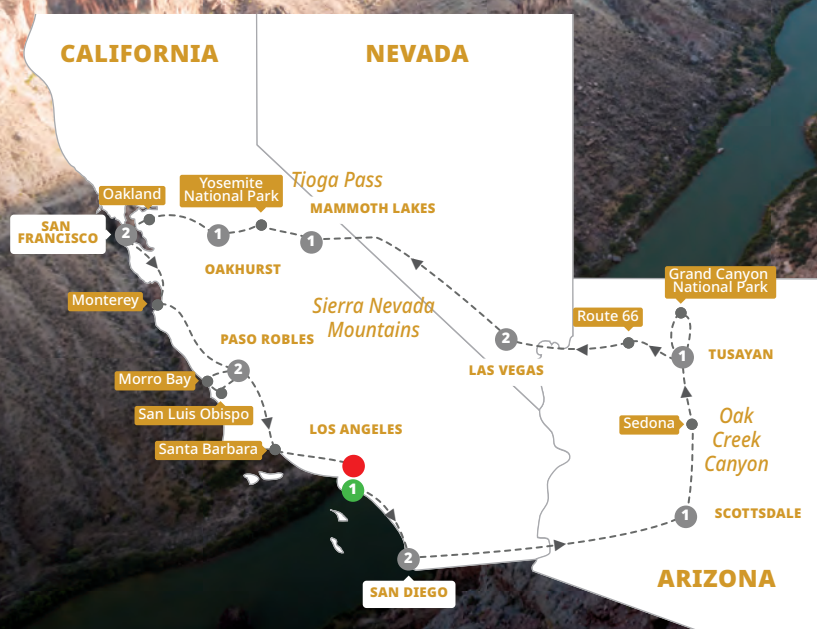 CALIFORNIA
NEVADA
Tioga Pass
Yosemite
National Park
Oakland
MAMMOTH LAKES
SAN
FRANCISCO
2
1
1
OAKHURST
Grand Canyon
National Park
Monterey
Sierra Nevada
Mountains
Route 66
PASO ROBLES
2
LAS VEGAS
1
TUSAYAN
2
Morro Bay
San Luis Obispo
Sedona
Oak
Creek
Canyon
LOS ANGELES
Santa Barbara
1
1
SCOTTSDALE
2
SAN DIEGO
ARIZONA